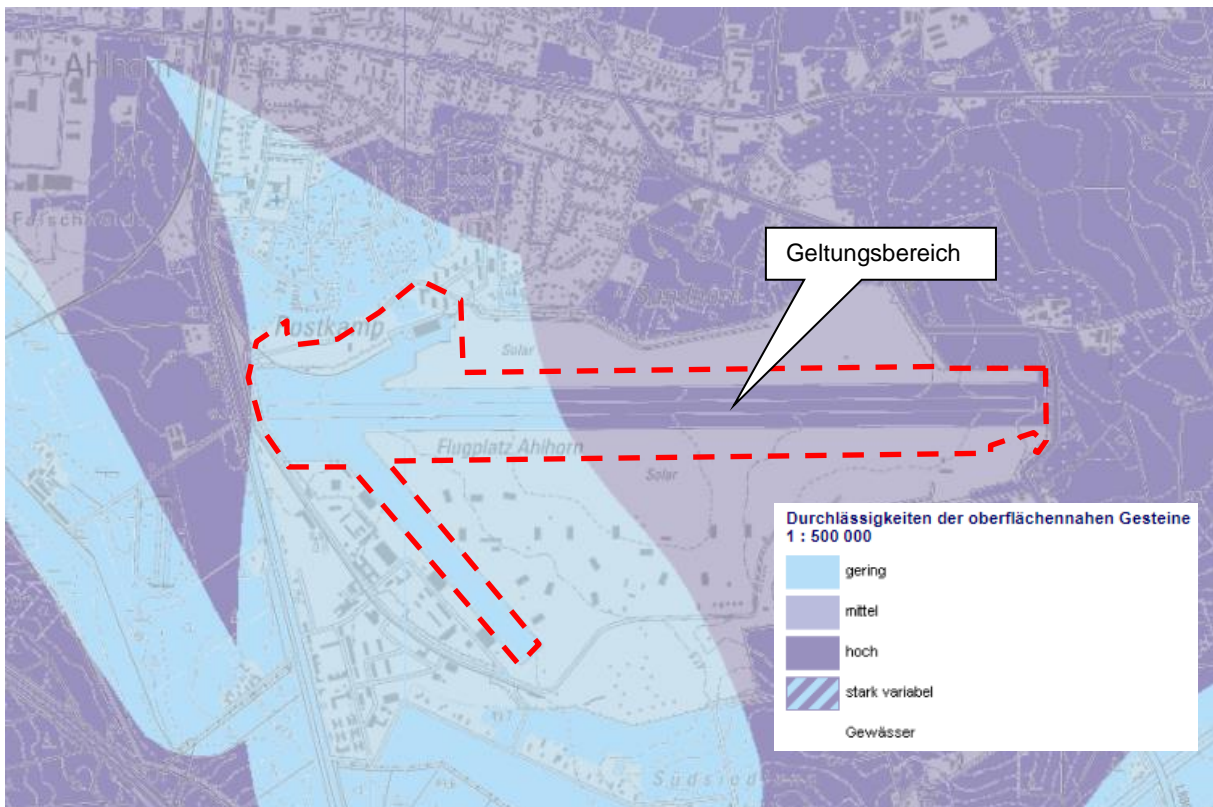 Ahlhorn
Geltungsbereich
Solar
Flugplatz Ahlhorn
Solar
Durchlässigkeiten der oberflächennahen Gesteine
1 : 500 000
gering
mittel
hoch
stark variabel
Gewässer